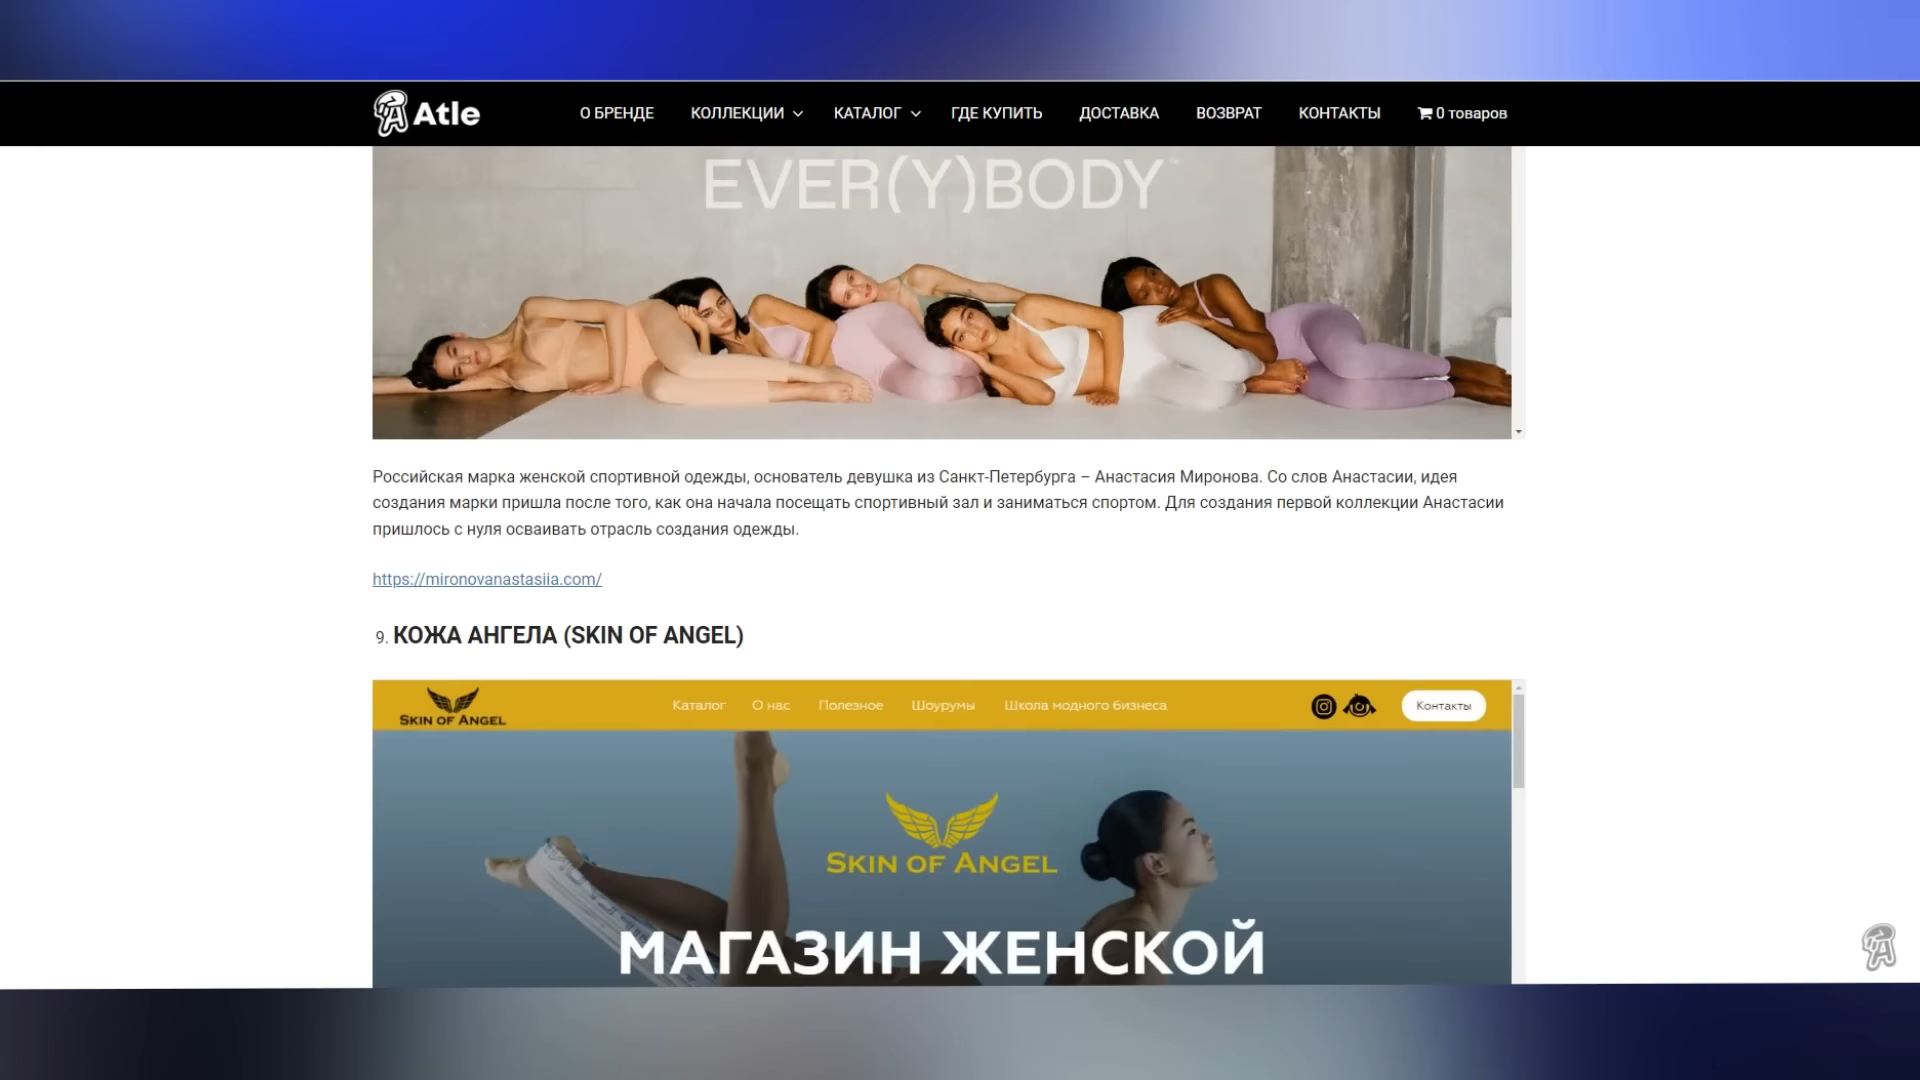 Atle
О БРЕНДЕ КОЛЛЕКЦИИ КАТАЛОГ ГДЕ КУПИТЬ ДОСТАВКА ВОЗВРАТ КОНТАКТЫ 0 товаров
EVER(Y)BODY
Российская марка женской спортивной одежды, основатель девушка из Санкт-Петербурга – Анастасия Миронова. Со слов Анастасии, идея
создания марки пришла после того, как она начала посещать спортивный зал и заниматься спортом. Для создания первой коллекции Анастасии
пришлось с нуля осваивать отрасль создания одежды.
https://mironovanastasiia.com/
9. КОЖА АНГЕЛА (SKIN OF ANGEL)
SKIN OF ANGEL
Каталог О нас Полезное Шоурумы Школа модного бизнеса Контакты
SKIN OF ANGEL
МАГАЗИН ЖЕНСКОЙ